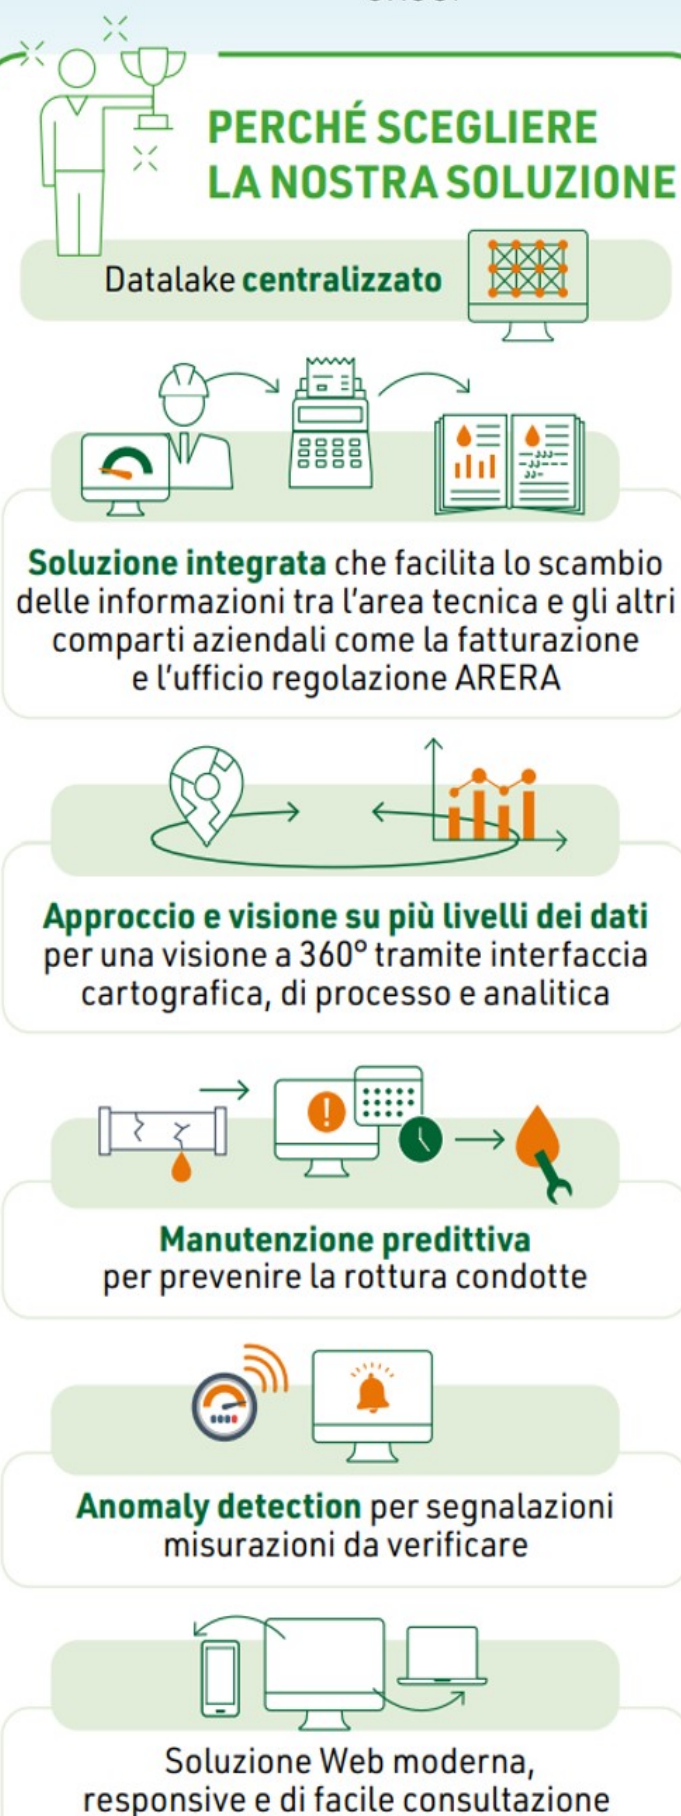 PERCHÉ SCEGLIERE
LA NOSTRA SOLUZIONE
Datalake centralizzato
Soluzione integrata che facilita lo scambio
delle informazioni tra l'area tecnica e gli altri
comparti aziendali come la fatturazione
e l'ufficio regolazione ARERA
Approccio e visione su più livelli dei dati
per una visione a 360° tramite interfaccia
cartografica, di processo e analitica
Manutenzione predittiva
per prevenire la rottura condotte
Anomaly detection per segnalazioni
misurazioni da verificare
Soluzione Web moderna,
responsive e di facile consultazione